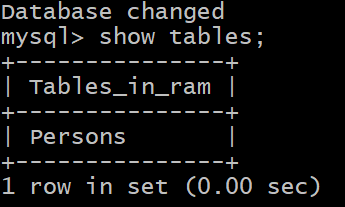 Database changed
mysql> show tables;
+---------------+
| Tables_in_ram |
+---------------+
| Persons       |
+---------------+
1 row in set (0.00 sec)